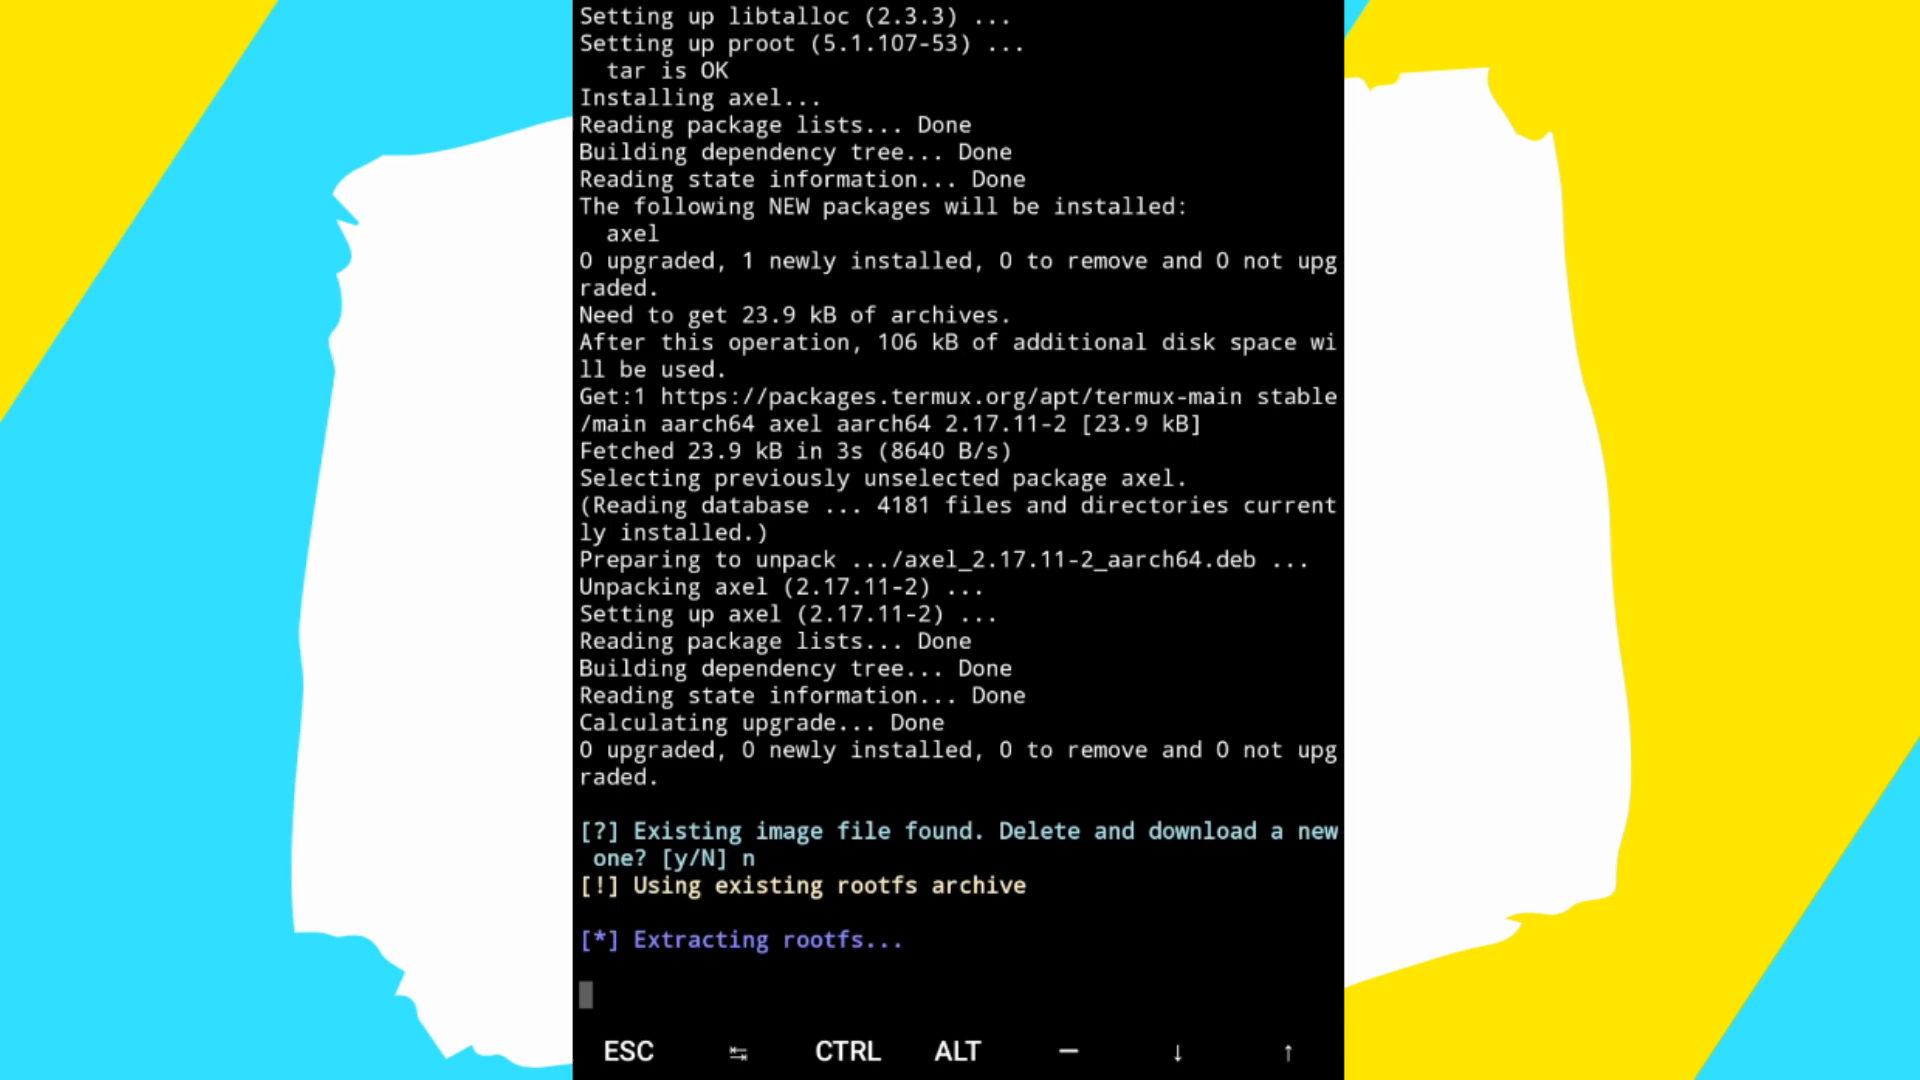 Setting up libtalloc (2.3.3) ...
Setting up proot (5.1.107-53) ...
  tar is OK
Installing axel...
Reading package lists... Done
Building dependency tree... Done
Reading state information... Done
The following NEW packages will be installed:
  axel
0 upgraded, 1 newly installed, 0 to remove and 0 not upg
raded.
Need to get 23.9 kB of archives.
After this operation, 106 kB of additional disk space wi
ll be used.
Get:1 https://packages.termux.org/apt/termux-main stable
/main aarch64 axel aarch64 2.17.11-2 [23.9 kB]
Fetched 23.9 kB in 3s (8640 B/s)
Selecting previously unselected package axel.
(Reading database ... 4181 files and directories current
ly installed.)
Preparing to unpack .../axel_2.17.11-2_aarch64.deb ...
Unpacking axel (2.17.11-2) ...
Setting up axel (2.17.11-2) ...
Reading package lists... Done
Building dependency tree... Done
Reading state information... Done
Calculating upgrade... Done
0 upgraded, 0 newly installed, 0 to remove and 0 not upg
raded.
[?] Existing image file found. Delete and download a new
 one? [y/N] n
[!] Using existing rootfs archive
[*] Extracting rootfs...
ESC ↹ CTRL ALT — ↓ ↑